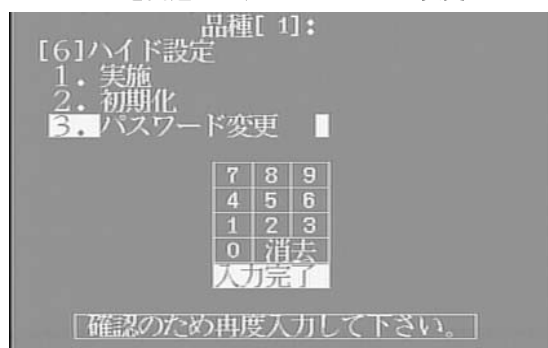 品種[ 1]:
[6]ハイド設定
1. 実施
2. 初期化
3. パスワード変更
7 8 9
4 5 6
1 2 3
0 消去
入力完了
確認のため再度入力して下さい。